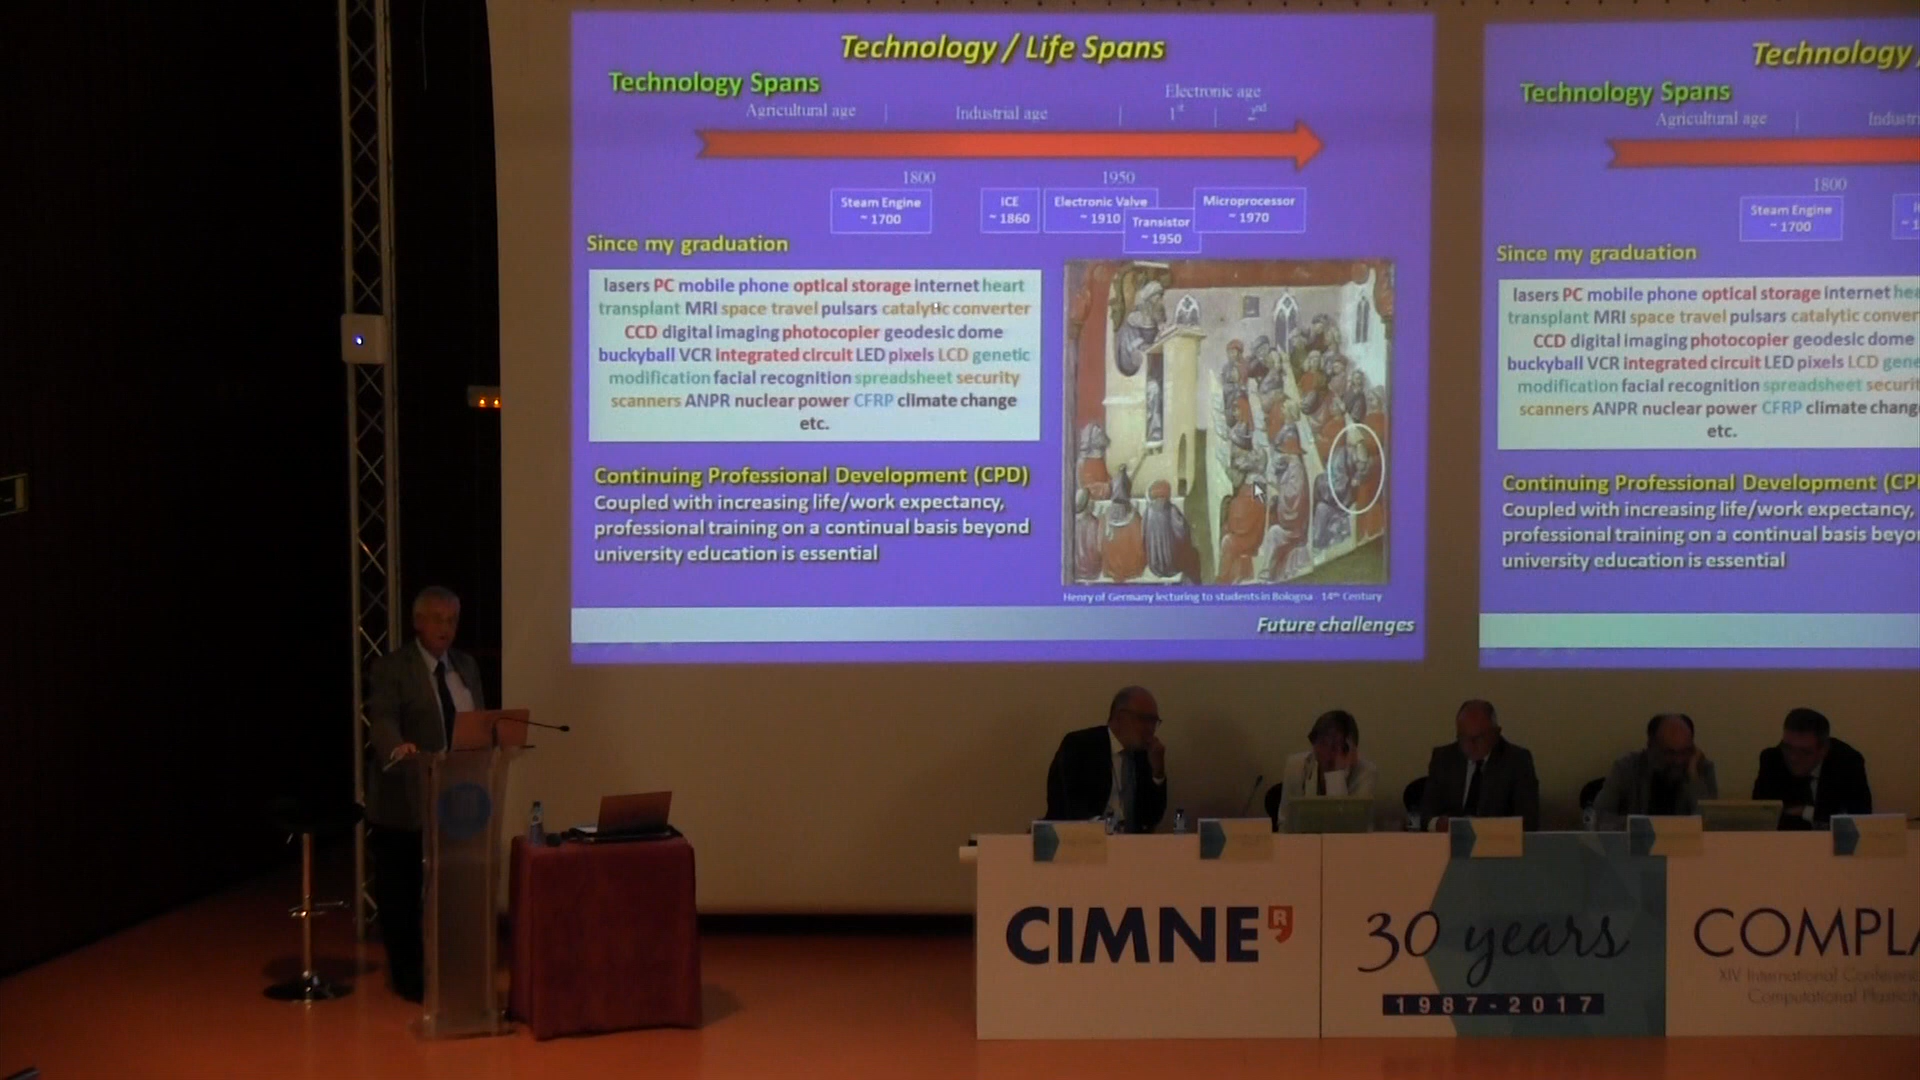 Technology / Life Spans
Technology Spans
Electronic age
Agricultural age
Industrial age
1st
2nd
1800
1950
Steam Engine
~ 1700
ICE
~ 1860
Electronic Valve
~ 1910
Transistor
~ 1950
Microprocessor
~ 1970
Since my graduation
lasers PC mobile phone optical storage internet heart
transplant MRI space travel pulsars catalytic converter
CCD digital imaging photocopier geodesic dome
buckyball VCR integrated circuit LED pixels LCD genetic
modification facial recognition spreadsheet security
scanners ANPR nuclear power CFRP climate change
etc.
Continuing Professional Development (CPD)
Coupled with increasing life/work expectancy,
professional training on a continual basis beyond
university education is essential
Henry of Germany lecturing to students in Bologna 14th Century
Future challenges
Technology
Technology Spans
Agricultural age
1800
Steam Engine
~ 1700
Since my graduation
lasers PC mobile phone optical storage internet
transplant MRI space travel pulsars catalytic
CCD digital imaging photocopier geodesic dome
buckyball VCR integrated circuit LED pixels LCD
modification facial recognition spreadsheet
scanners ANPR nuclear power CFRP climate
etc.
Continuing Professional Development
Coupled with increasing life/work expectancy,
professional training on a continual basis
university education is essential
CIMNE R
30 years
1987-2017
COMPLA
XIV International
Computational